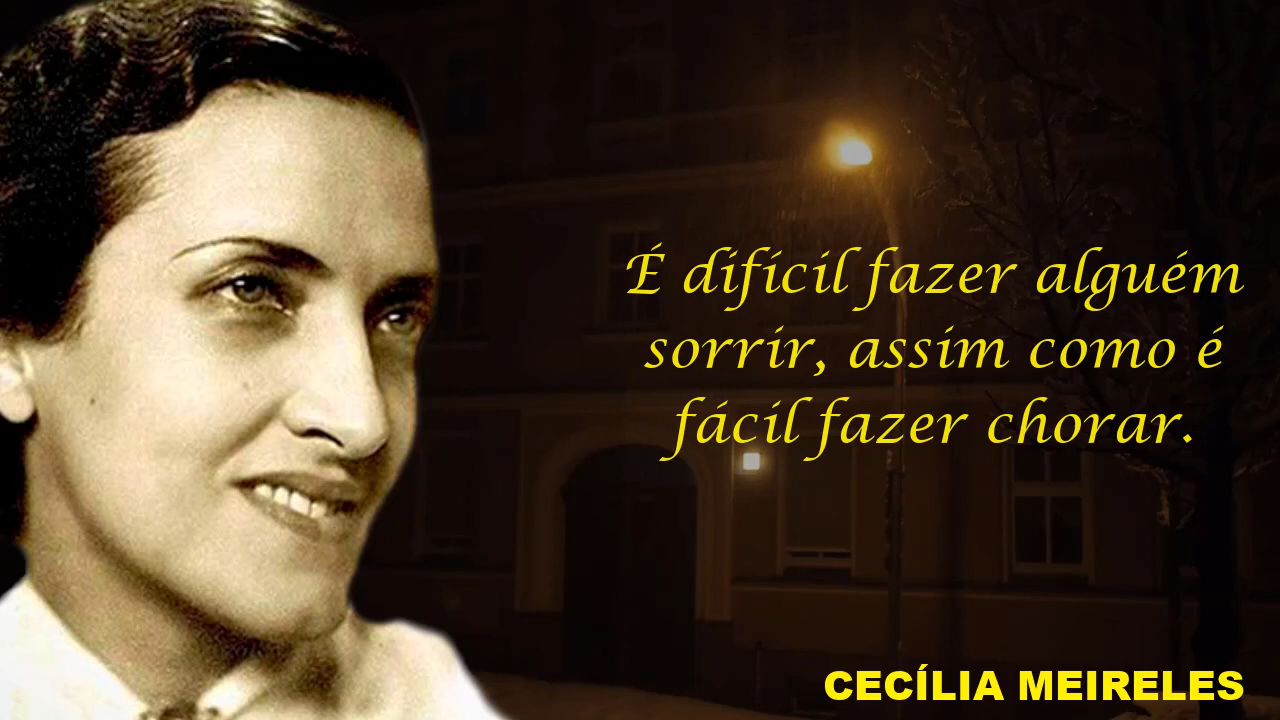 É difícil fazer alguém
sorrir, assim como é
fácil fazer chorar.
CECÍLIA MEIRELES